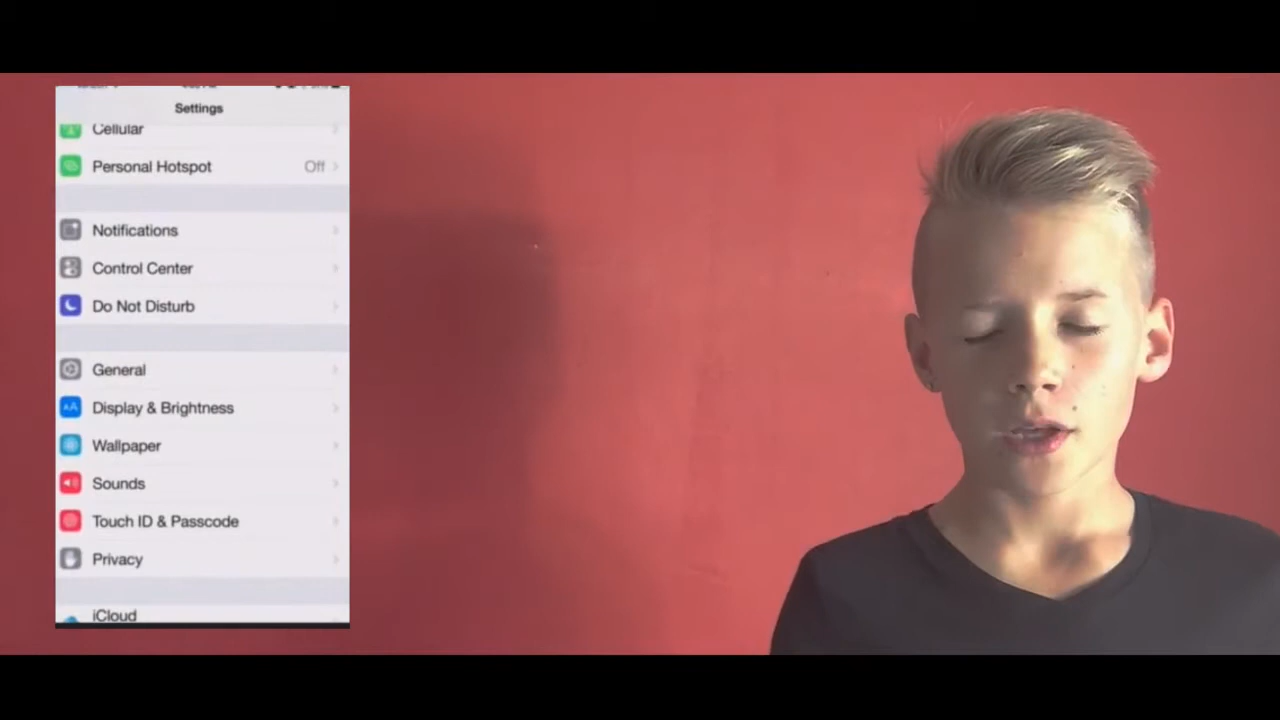 Settings
Cellular
Personal Hotspot Off
Notifications
Control Center
Do Not Disturb
General
Display & Brightness
AA
Wallpaper
Sounds
Touch ID & Passcode
Privacy
iCloud